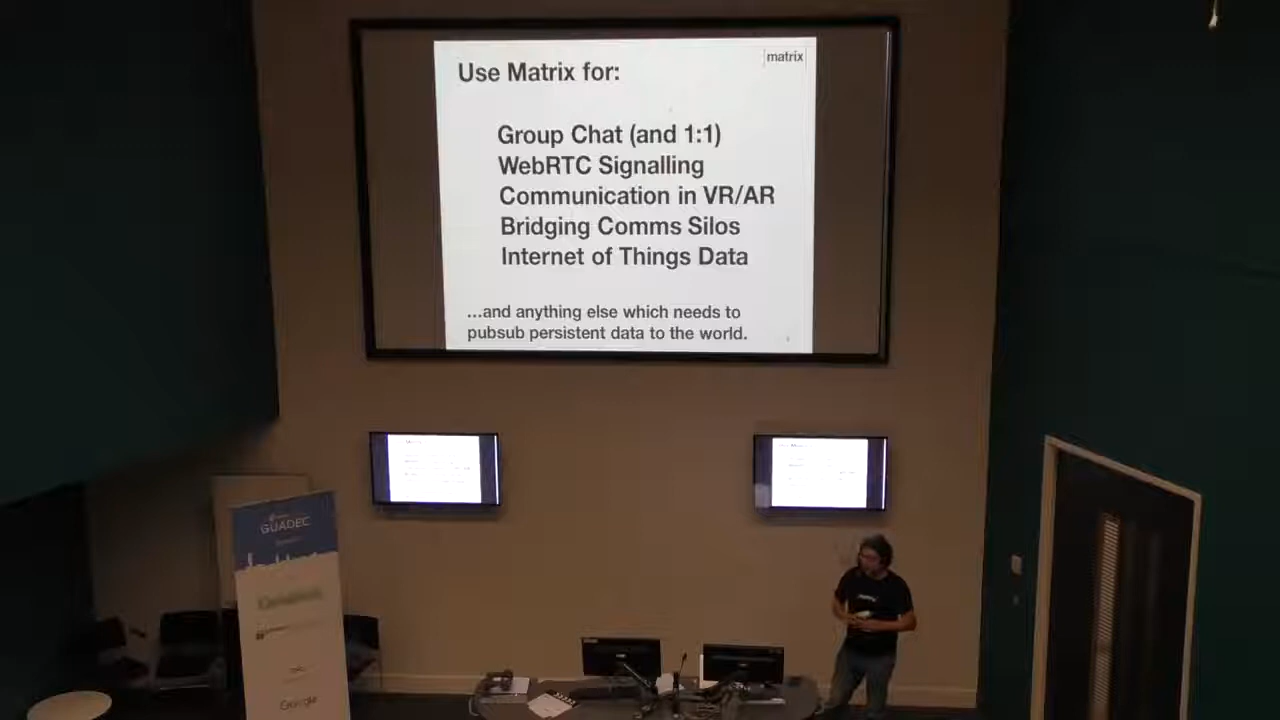 |matrix|
Use Matrix for:
Group Chat (and 1:1)
WebRTC Signalling
Communication in VR/AR
Bridging Comms Silos
Internet of Things Data
...and anything else which needs to
pubsub persistent data to the world.
GUADEC
Google